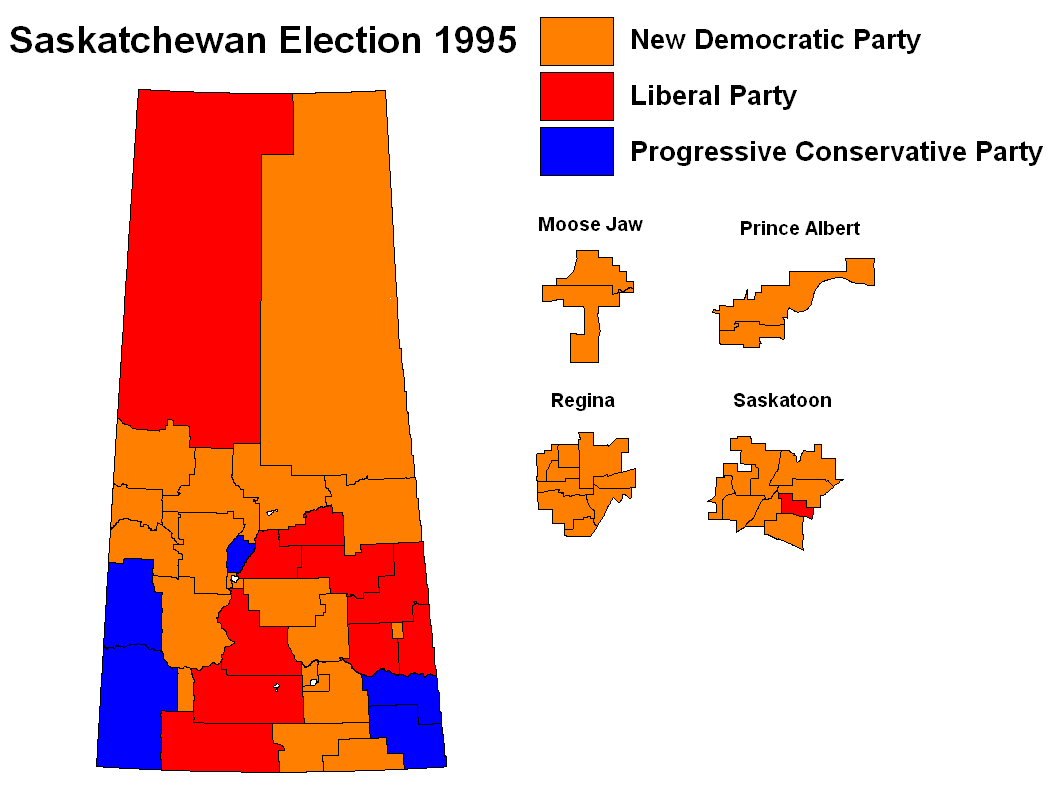 Saskatchewan Election 1995
New Democratic Party
Liberal Party
Progressive Conservative Party
Moose Jaw
Prince Albert
Regina
Saskatoon